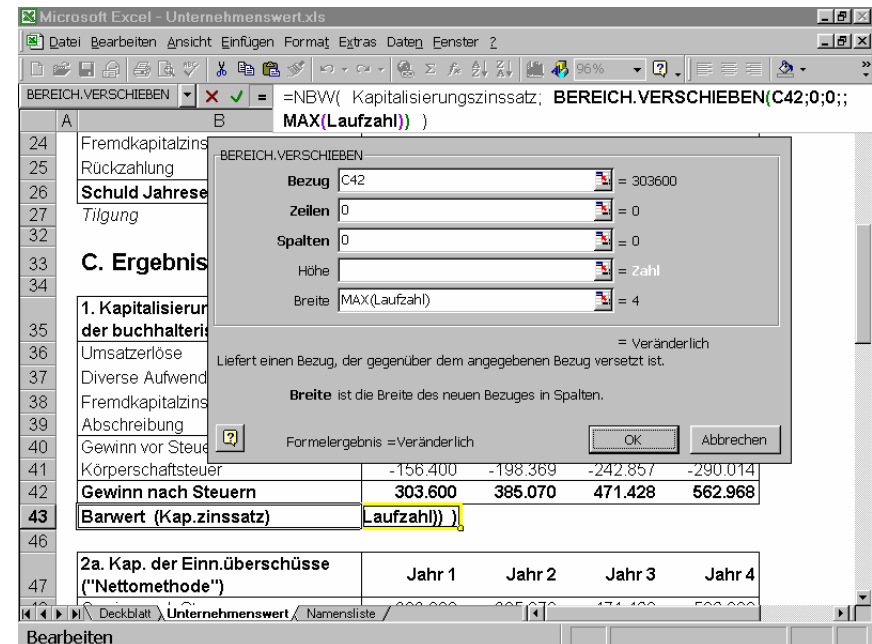 Microsoft Excel - Unternehmenswert.xls
Datei Bearbeiten Ansicht Einfügen Format Extras Daten Fenster ?
96%
BEREICH.VERSCHIEBEN = =NBW( Kapitalisierungszinssatz; BEREICH.VERSCHIEBEN(C42;0;0;;
MAX(Laufzahl)) )
A B
24 Fremdkapitalzins
25 Rückzahlung
26 Schuld Jahrese
27 Tilgung
32
33 C. Ergebnis
34
35 1. Kapitalisierur
der buchhalteris
36 Umsatzerlöse
37 Diverse Aufwend
38 Fremdkapitalzins
39 Abschreibung
40 Gewinn vor Steue
BEREICH.VERSCHIEBEN
Bezug C42 = 303600
Zeilen 0 = 0
Spalten 0 = 0
Höhe = Zahl
Breite MAX(Laufzahl) = 4
= Veränderlich
Liefert einen Bezug, der gegenüber dem angegebenen Bezug versetzt ist.
Breite ist die Breite des neuen Bezuges in Spalten.
? Formelergebnis =Veränderlich OK Abbrechen
41 Körperschaftsteuer -156.400 -198.369 -242.857 -290.014
42 Gewinn nach Steuern 303.600 385.070 471.428 562.968
43 Barwert (Kap.zinssatz) Laufzahl)) )
46
2a. Kap. der Einn.überschüsse
47 ("Nettomethode") Jahr 1 Jahr 2 Jahr 3 Jahr 4
Deckblatt Unternehmenswert Namensliste
Bearbeiten